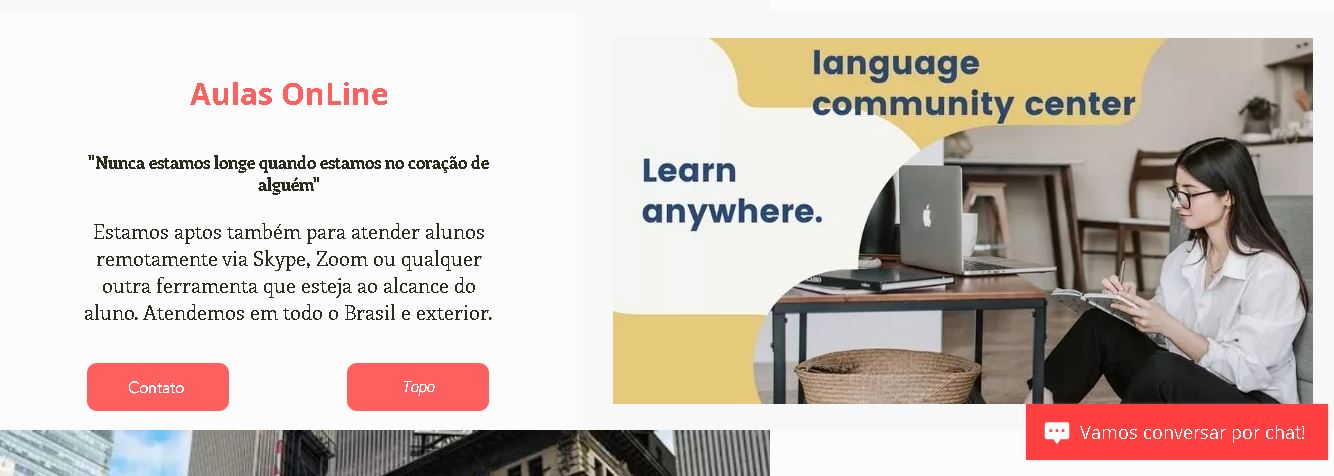 Aulas OnLine
"Nunca estamos longe quando estamos no coração de
alguém"
Estamos aptos também para atender alunos
remotamente via Skype, Zoom ou qualquer
outra ferramenta que esteja ao alcance do
aluno. Atendemos em todo o Brasil e exterior.
Contato
Topo
language
community center
Learn
anywhere.
Vamos conversar por chat!